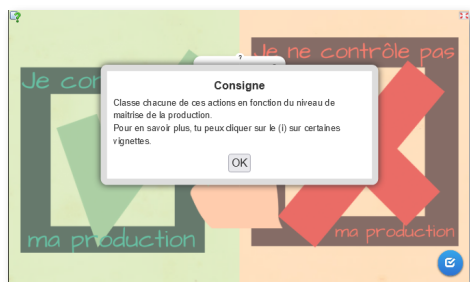 ?
Je ne contrôle pas
Je con
Consigne
Classe chacune de ces actions en fonction du niveau de
maitrise de la production.
Pour en savoir plus, tu peux cliquer sur le (i) sur certaines
vignettes.
OK
ma production
ma production